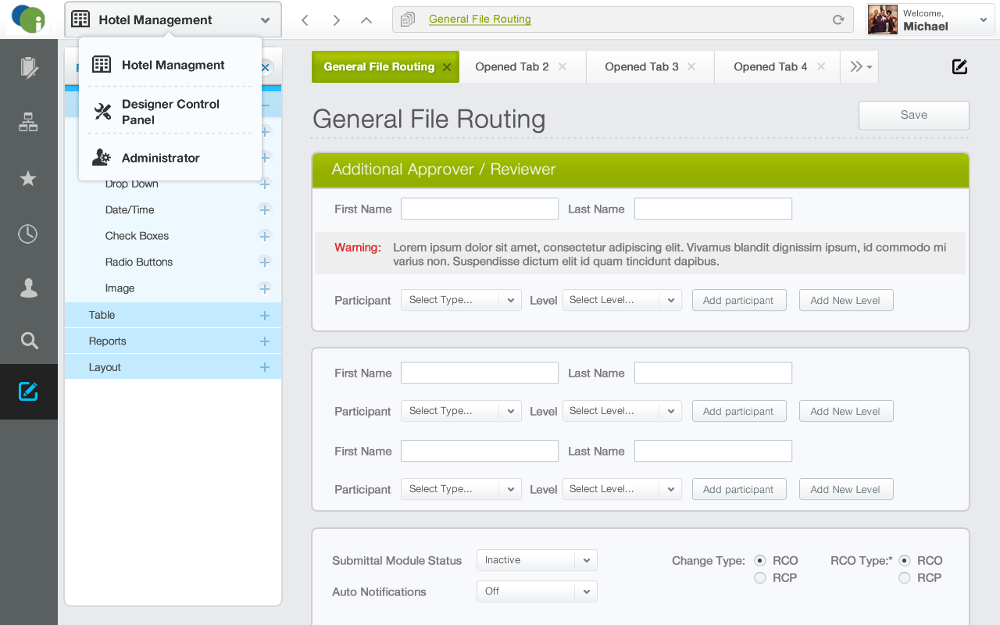 Hotel Management
General File Routing
Welcome,
Michael
Hotel Managment
Designer Control
Panel
Administrator
Drop Down
Date/Time
Check Boxes
Radio Buttons
Image
Table
Reports
Layout
General File Routing
Opened Tab 2
Opened Tab 3
Opened Tab 4
General File Routing
Save
Additional Approver / Reviewer
First Name
Last Name
Warning: Lorem ipsum dolor sit amet, consectetur adipiscing elit. Vivamus blandit dignissim ipsum, id commodo mi
varius non. Suspendisse dictum elit id quam tincidunt dapibus.
Participant Select Type... Level Select Level... Add participant Add New Level
First Name
Last Name
Participant Select Type... Level Select Level... Add participant Add New Level
First Name
Last Name
Participant Select Type... Level Select Level... Add participant Add New Level
Submittal Module Status Inactive
Change Type: RCO
RCP
RCO Type:* RCO
RCP
Auto Notifications Off